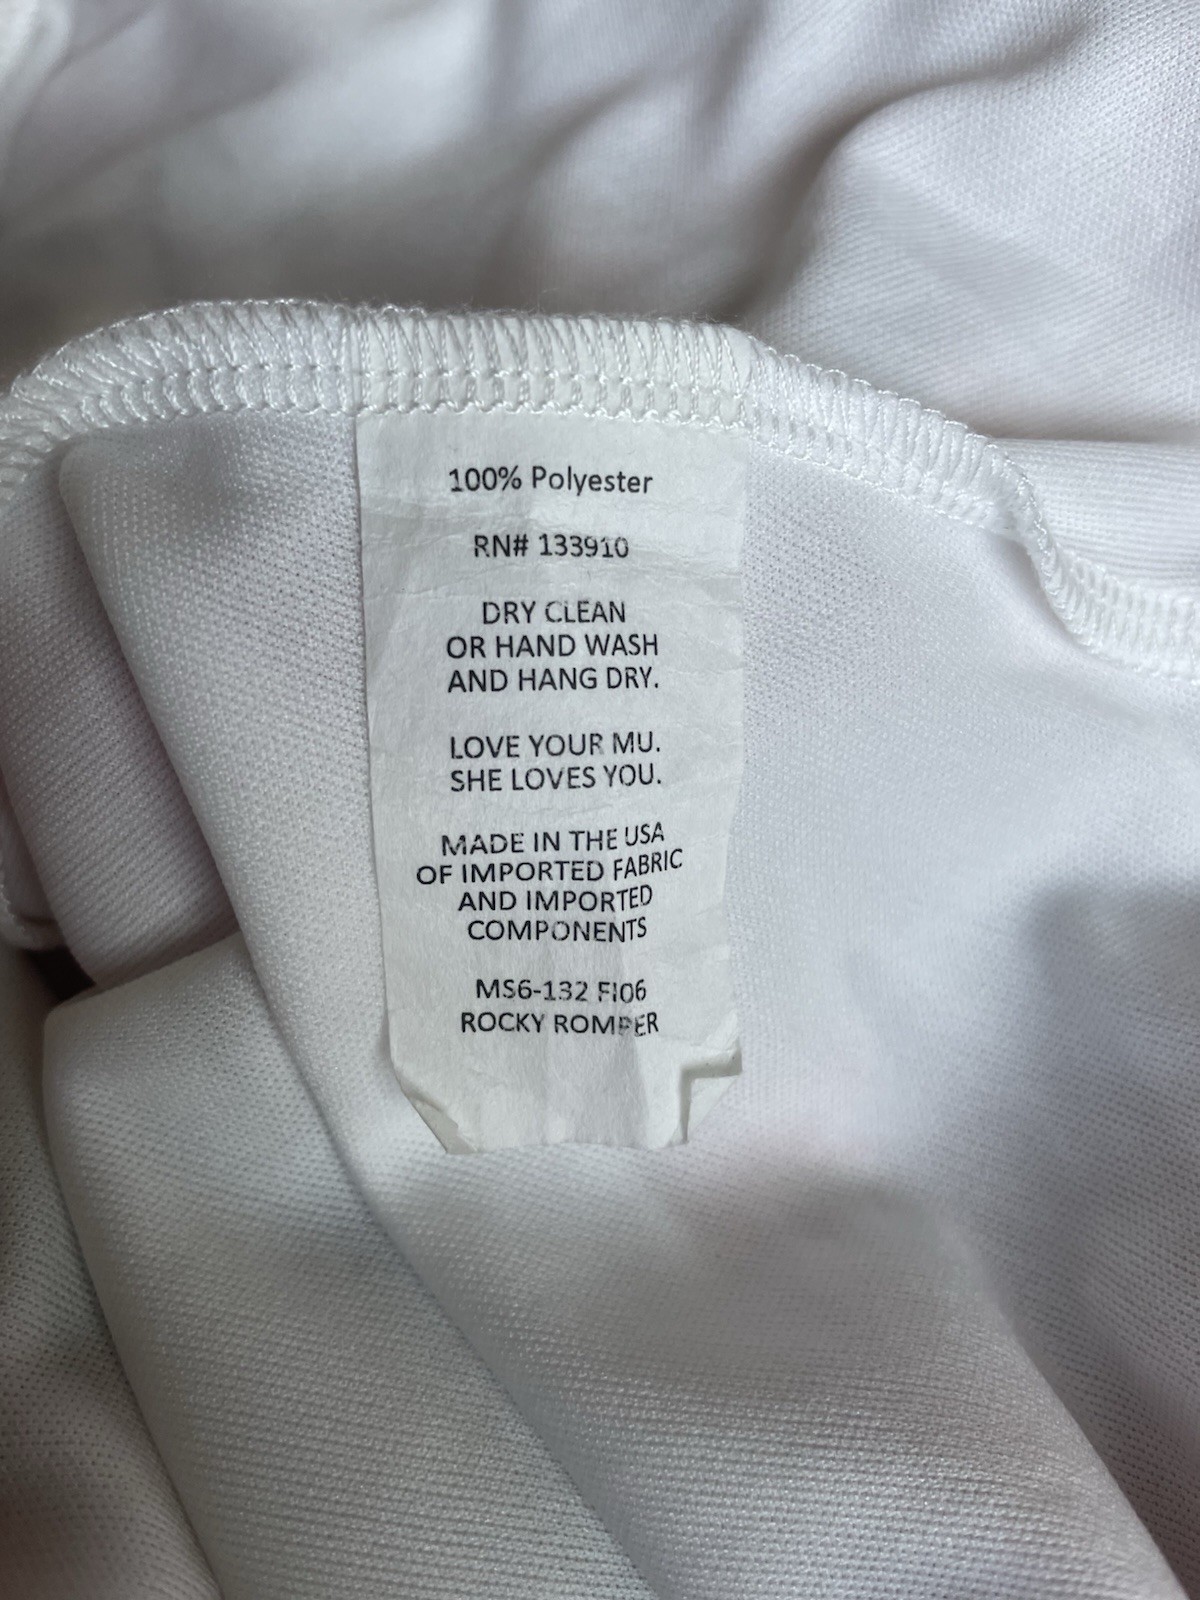 100% Polyester
RN# 133910
DRY CLEAN
OR HAND WASH
AND HANG DRY.
LOVE YOUR MU.
SHE LOVES YOU.
MADE IN THE USA
OF IMPORTED FABRIC
AND IMPORTED
COMPONENTS
MS6-132 FI06
ROCKY ROMPER